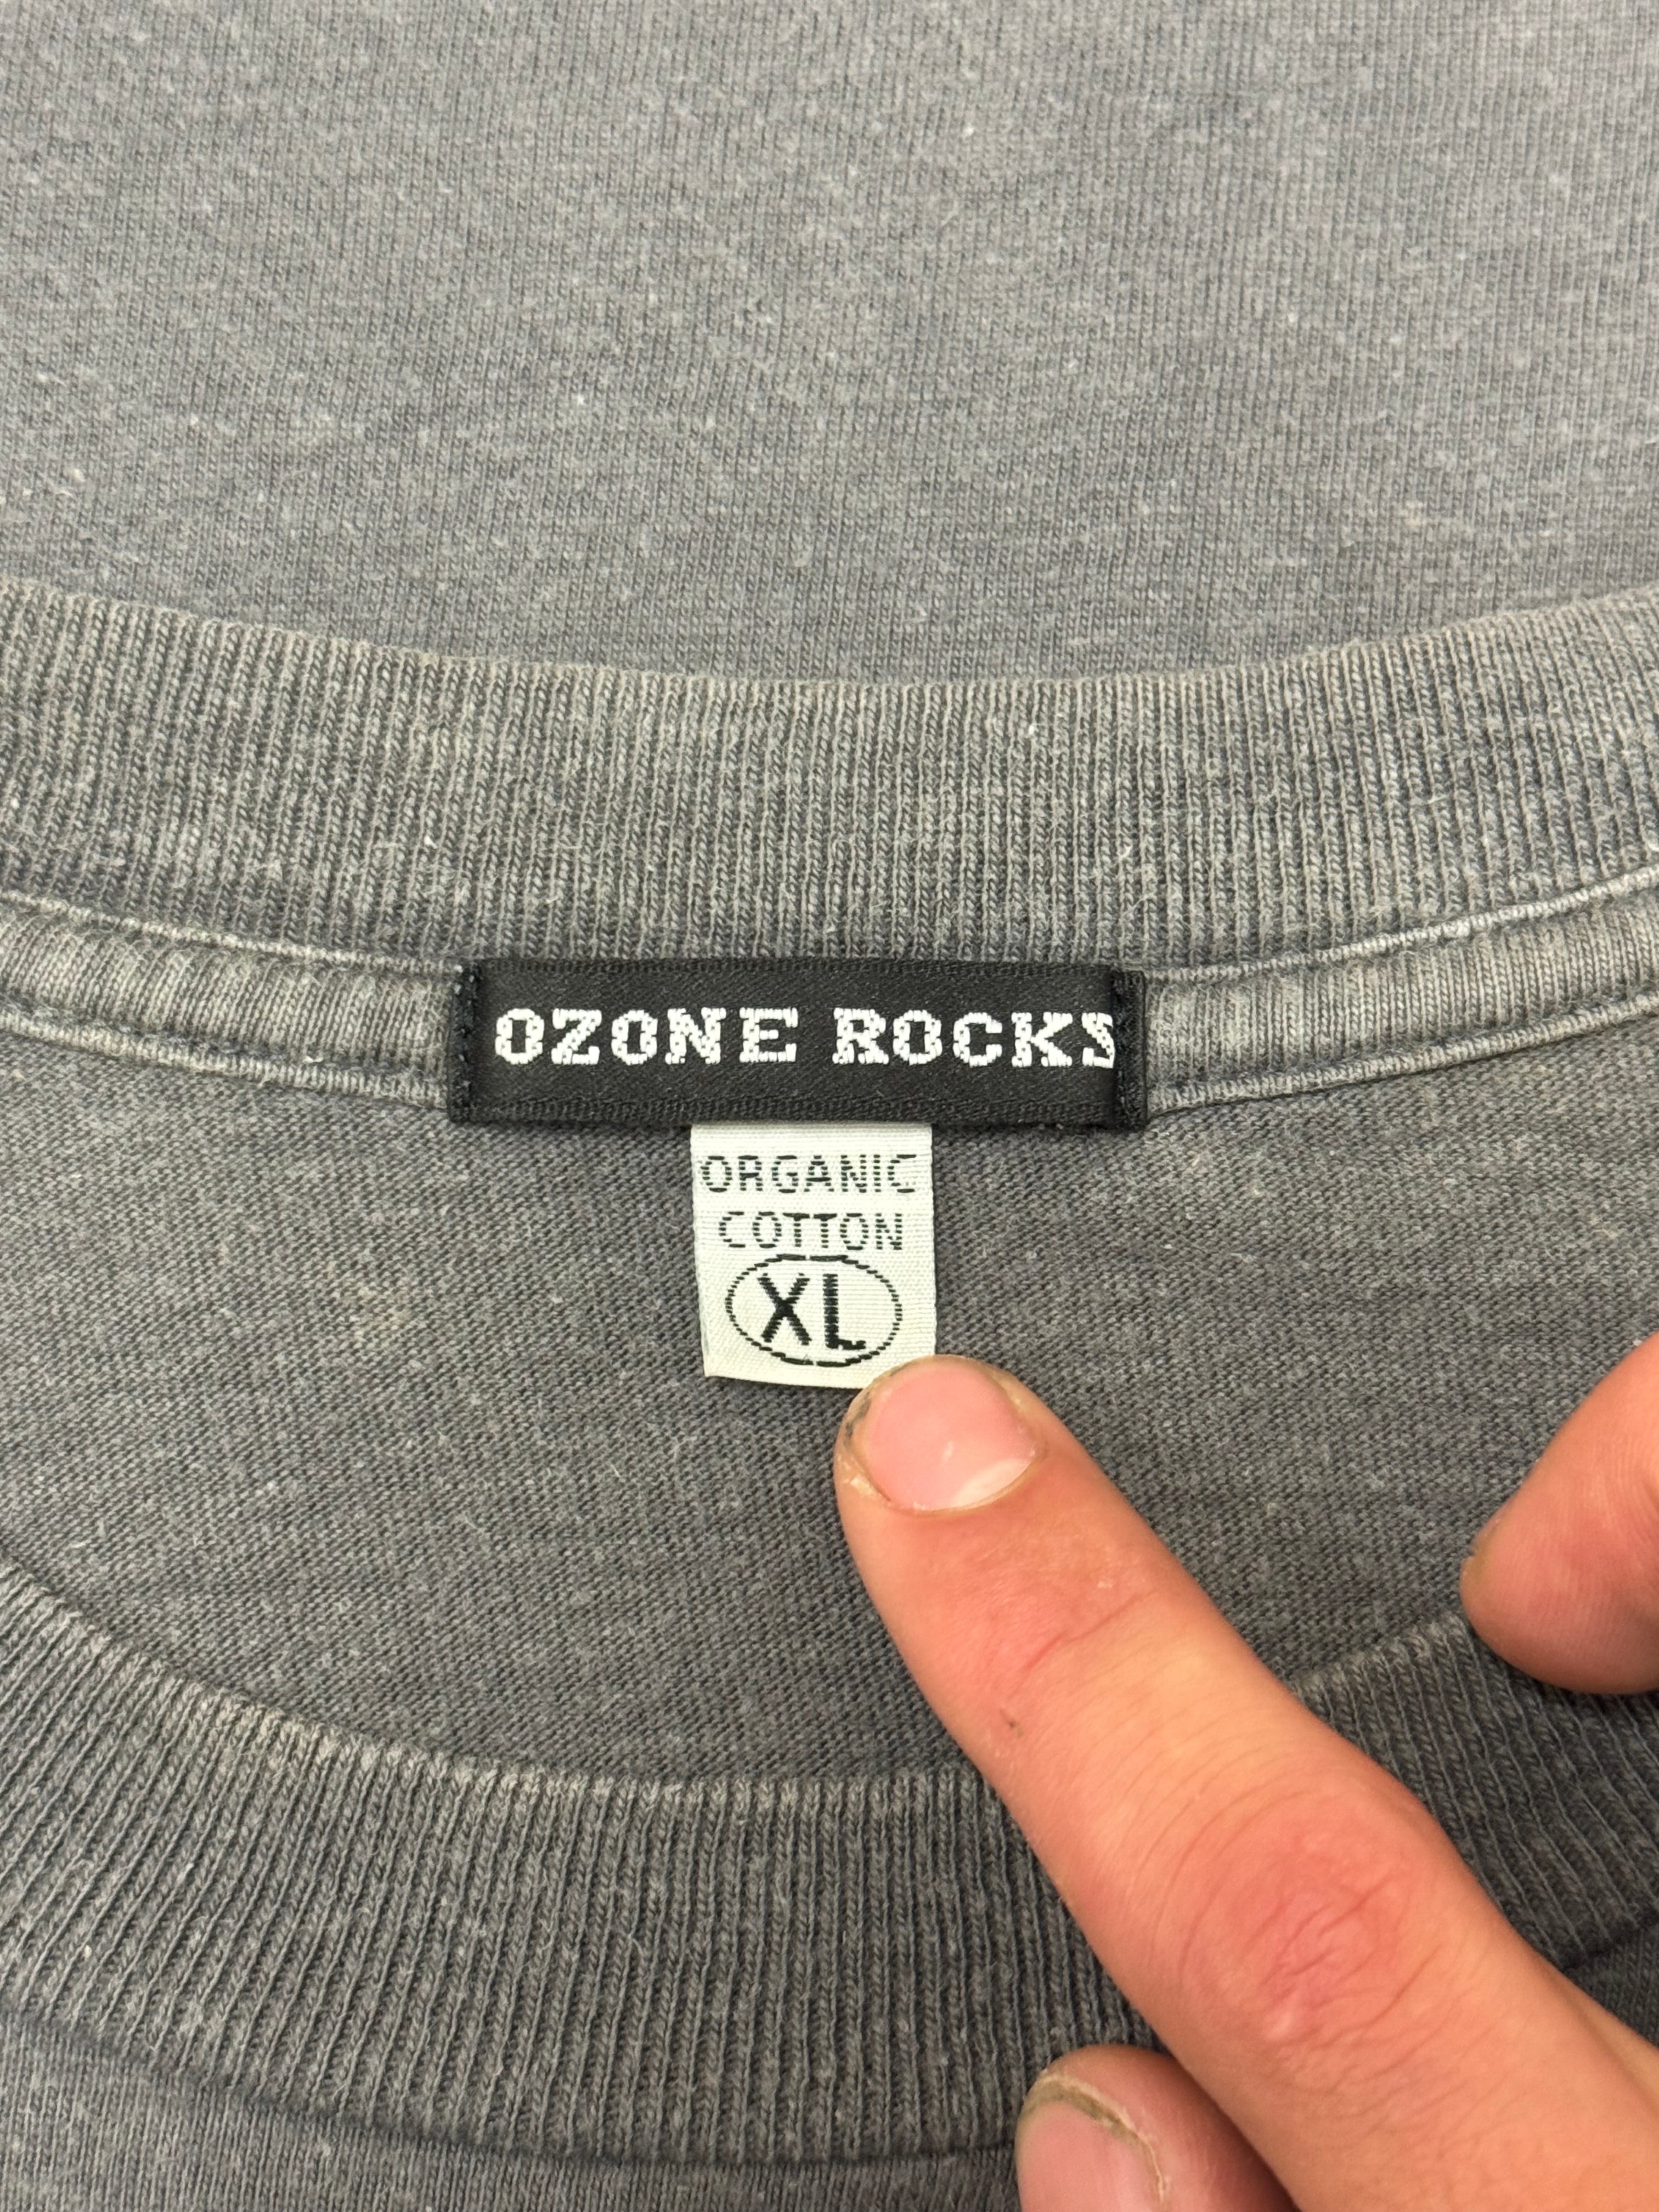 OZONE ROCKS
ORGANIC
COTTON
XL